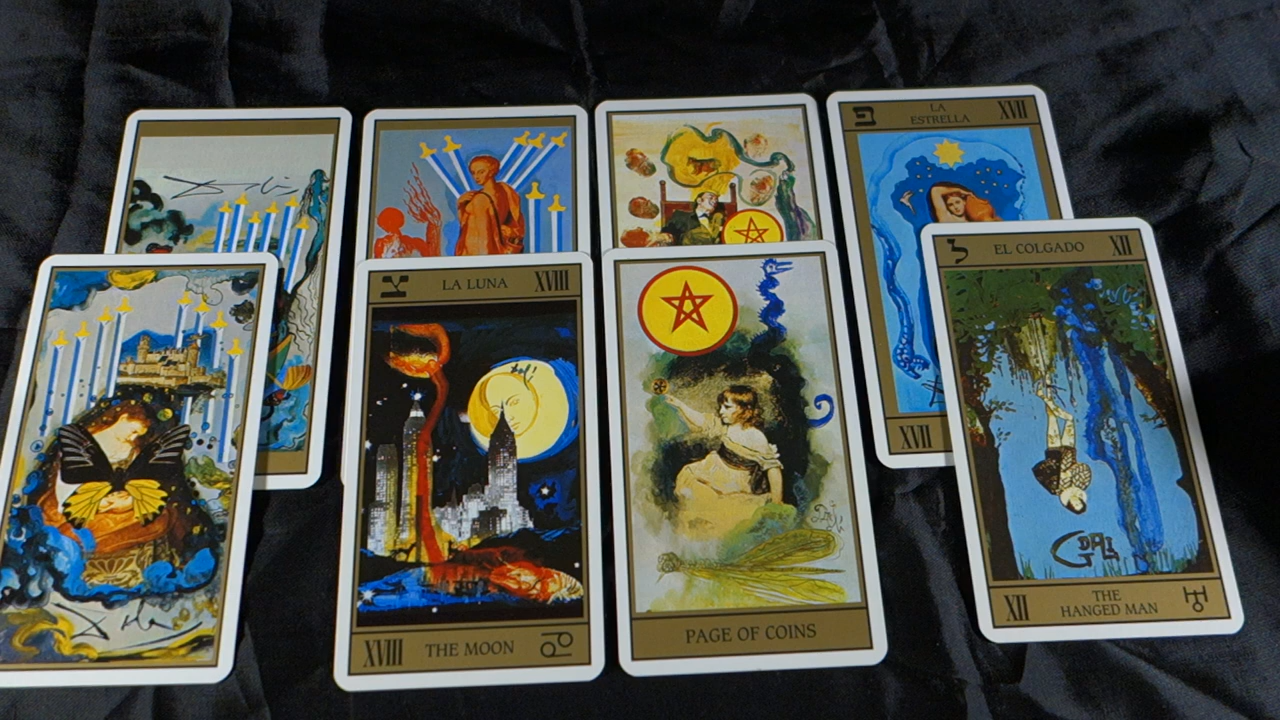 Dali
LA
ESTRELLA
XVII
XVII
LA LUNA
XVIII
XVIII
THE MOON
PAGE OF COINS
ל
EL COLGADO
XII
XII
THE
HANGED MAN